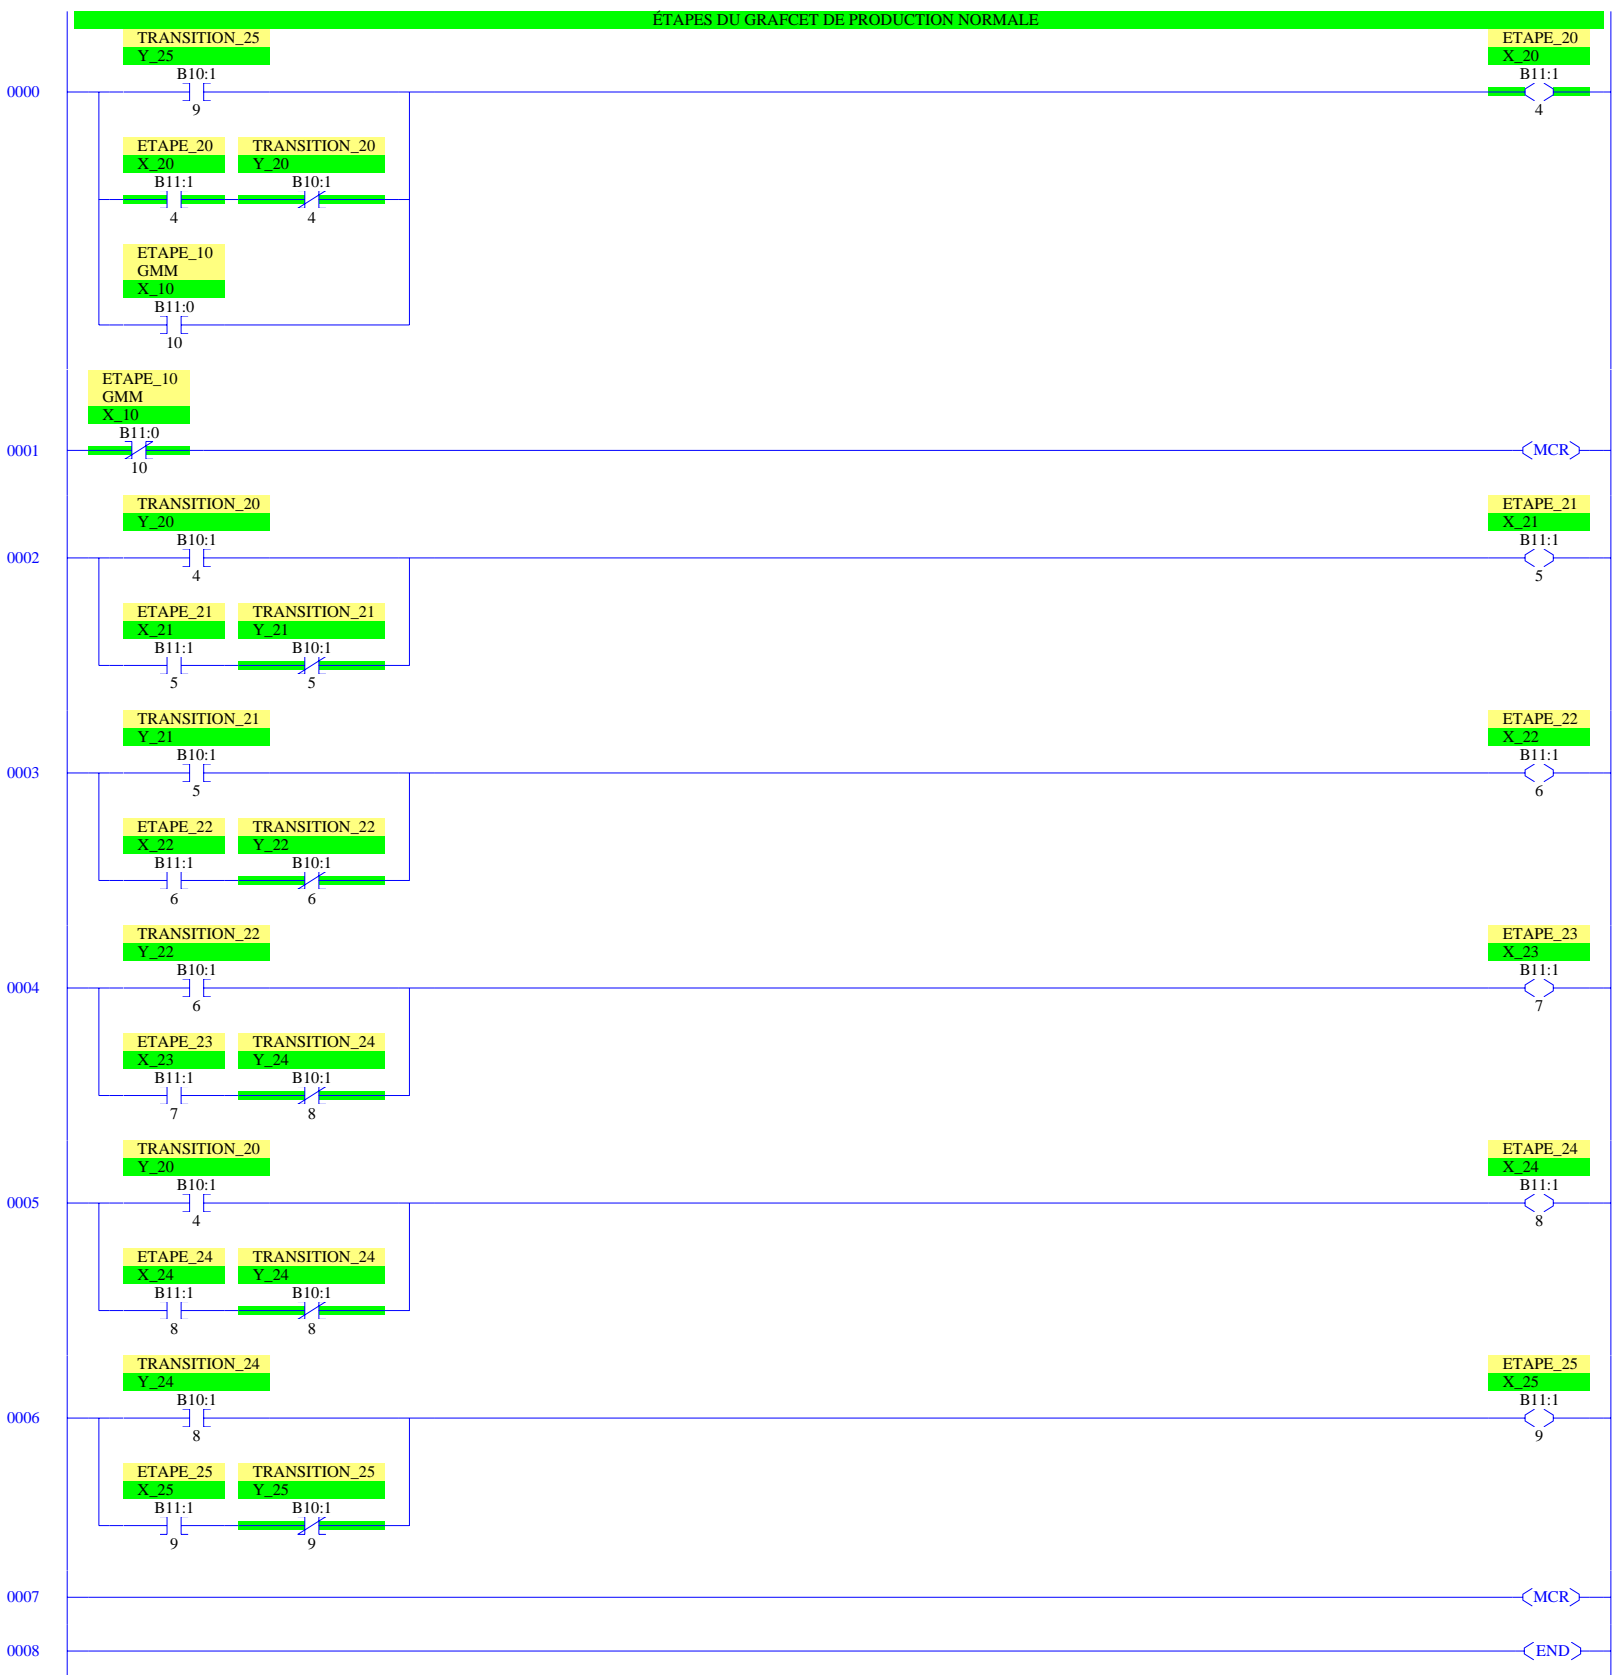 ÉTAPES DU GRAFCET DE PRODUCTION NORMALE
TRANSITION_25 ETAPE_20
Y_25 X_20
B10:1 B11:1
0000
9 4
ETAPE_20 TRANSITION_20
X_20 Y_20
B11:1 B10:1
4 4
ETAPE_10
GMM
X_10
B11:0
10
ETAPE_10
GMM
X_10
B11:0
0001 MCR
10
TRANSITION_20 ETAPE_21
Y_20 X_21
B10:1 B11:1
0002
4 5
ETAPE_21 TRANSITION_21
X_21 Y_21
B11:1 B10:1
5 5
TRANSITION_21 ETAPE_22
Y_21 X_22
B10:1 B11:1
0003
5 6
ETAPE_22 TRANSITION_22
X_22 Y_22
B11:1 B10:1
6 6
TRANSITION_22 ETAPE_23
Y_22 X_23
B10:1 B11:1
0004
6 7
ETAPE_23 TRANSITION_24
X_23 Y_24
B11:1 B10:1
7 8
TRANSITION_20 ETAPE_24
Y_20 X_24
B10:1 B11:1
0005
4 8
ETAPE_24 TRANSITION_24
X_24 Y_24
B11:1 B10:1
8 8
TRANSITION_24 ETAPE_25
Y_24 X_25
B10:1 B11:1
0006
8 9
ETAPE_25 TRANSITION_25
X_25 Y_25
B11:1 B10:1
9 9
0007 MCR
0008 END